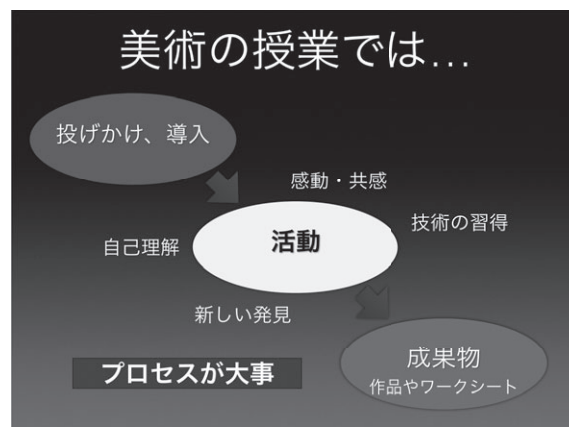 美術の授業では…
投げかけ、導入
感動・共感
技術の習得
活動
自己理解
新しい発見
成果物
作品やワークシート
プロセスが大事